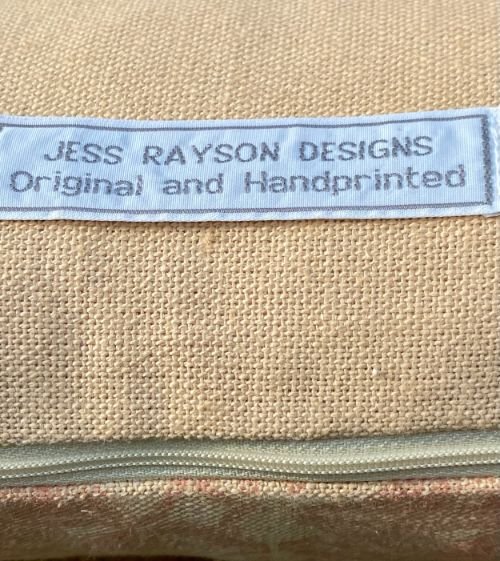 JESS RAYSON DESIGNS
Original and Handprinted